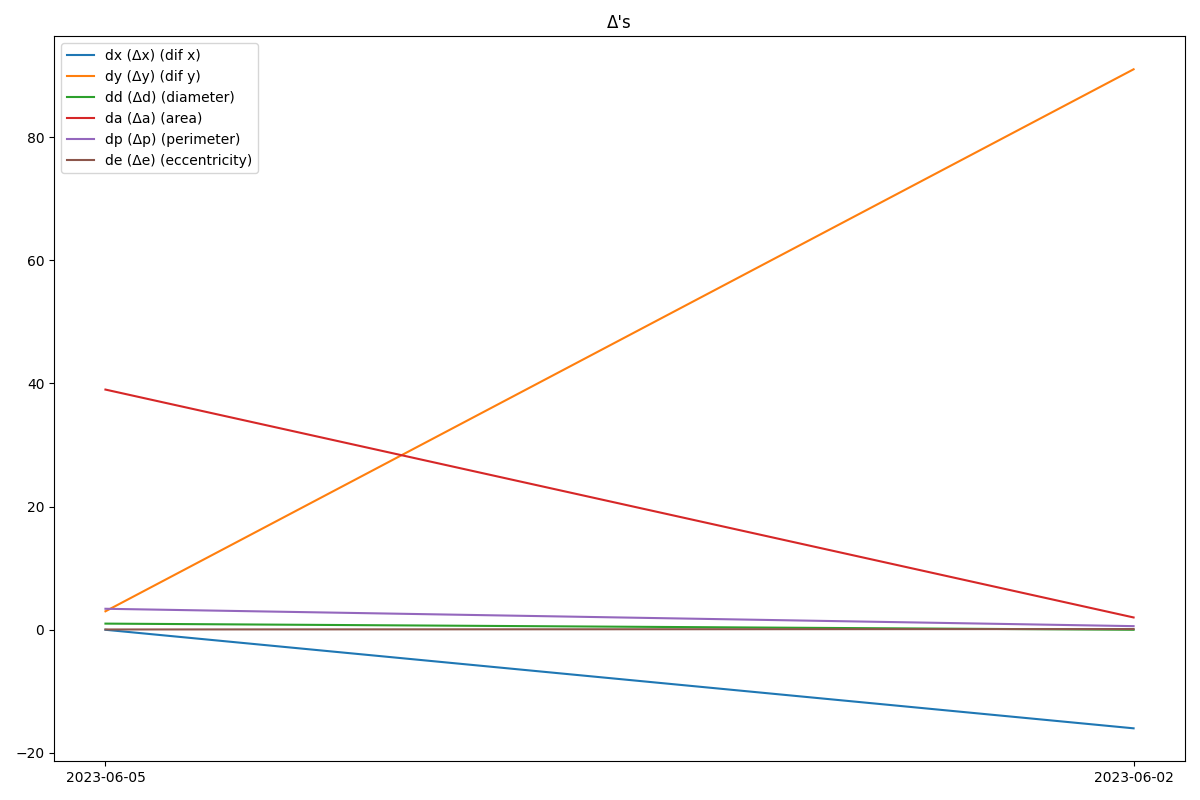 Δ's
dx (Δx) (dif x)
dy (Δy) (dif y)
dd (Δd) (diameter)
da (Δa) (area)
dp (Δp) (perimeter)
de (Δe) (eccentricity)
80
60
40
20
0
−20
2023-06-05 2023-06-02